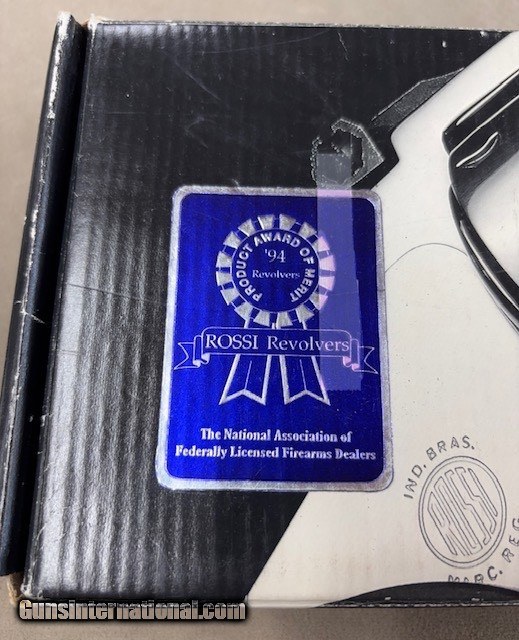 PRODUCT AWARD OF MERIT
'94
Revolvers
ROSSI Revolvers
The National Association of
Federally Licensed Firearms Dealers
IND. BRAS.
ROSSI
MARC. REG.
Gunsinternational.com